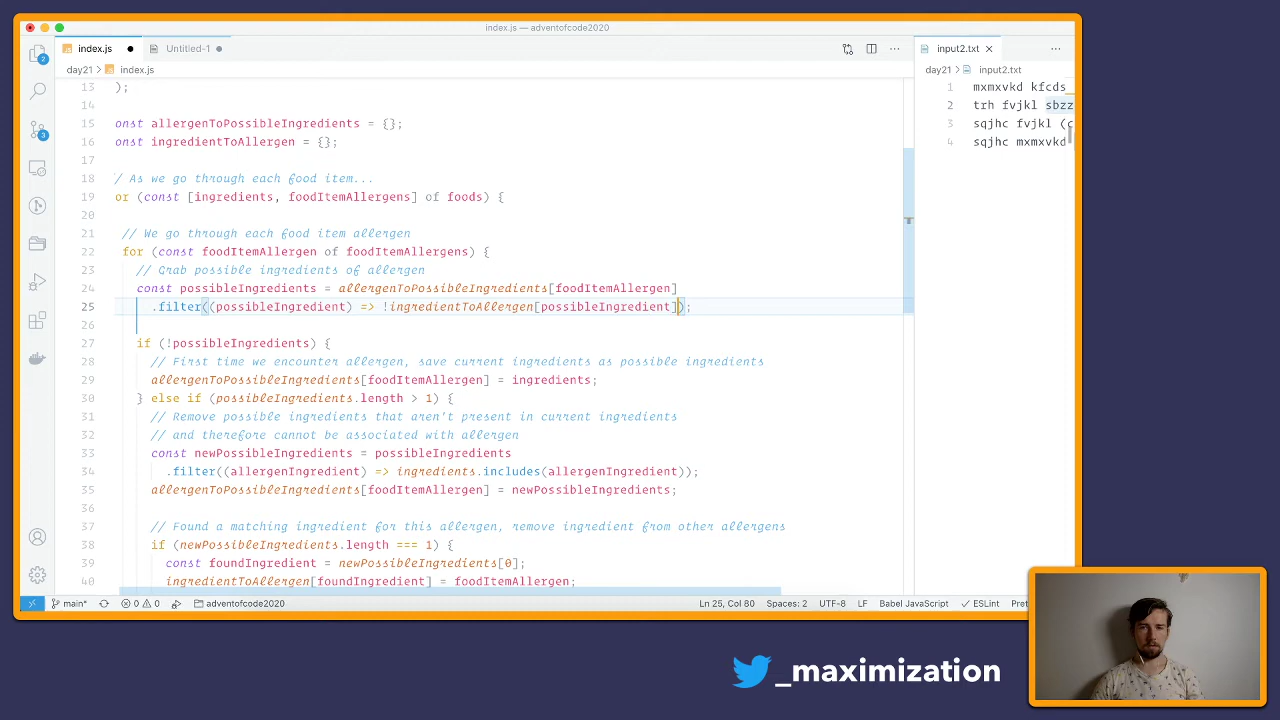 index.js — adventofcode2020
index.js
Untitled-1
input2.txt
day21 > index.js
day21 > input2.txt
13 );
14
15 onst allergenToPossibleIngredients = {};
16 onst ingredientToAllergen = {};
17
18 / As we go through each food item...
19 or (const [ingredients, foodItemAllergens] of foods) {
20
21 // We go through each food item allergen
22 for (const foodItemAllergen of foodItemAllergens) {
23 // Grab possible ingredients of allergen
24 const possibleIngredients = allergenToPossibleIngredients[foodItemAllergen]
25 .filter((possibleIngredient) => !ingredientToAllergen[possibleIngredient]);
26
27 if (!possibleIngredients) {
28 // First time we encounter allergen, save current ingredients as possible ingredients
29 allergenToPossibleIngredients[foodItemAllergen] = ingredients;
30 } else if (possibleIngredients.length > 1) {
31 // Remove possible ingredients that aren't present in current ingredients
32 // and therefore cannot be associated with allergen
33 const newPossibleIngredients = possibleIngredients
34 .filter((allergenIngredient) => ingredients.includes(allergenIngredient));
35 allergenToPossibleIngredients[foodItemAllergen] = newPossibleIngredients;
36
37 // Found a matching ingredient for this allergen, remove ingredient from other allergens
38 if (newPossibleIngredients.length === 1) {
39 const foundIngredient = newPossibleIngredients[0];
40 ingredientToAllergen[foundIngredient] = foodItemAllergen;
1 mxmxvkd kfcds
2 trh fvjkl sbzz
3 sqjhc fvjkl (c
4 sqjhc mxmxvkd
2
3
main*
0 0
adventofcode2020
Ln 25, Col 80
Spaces: 2
UTF-8
LF
Babel JavaScript
ESLint
Pret
_maximization